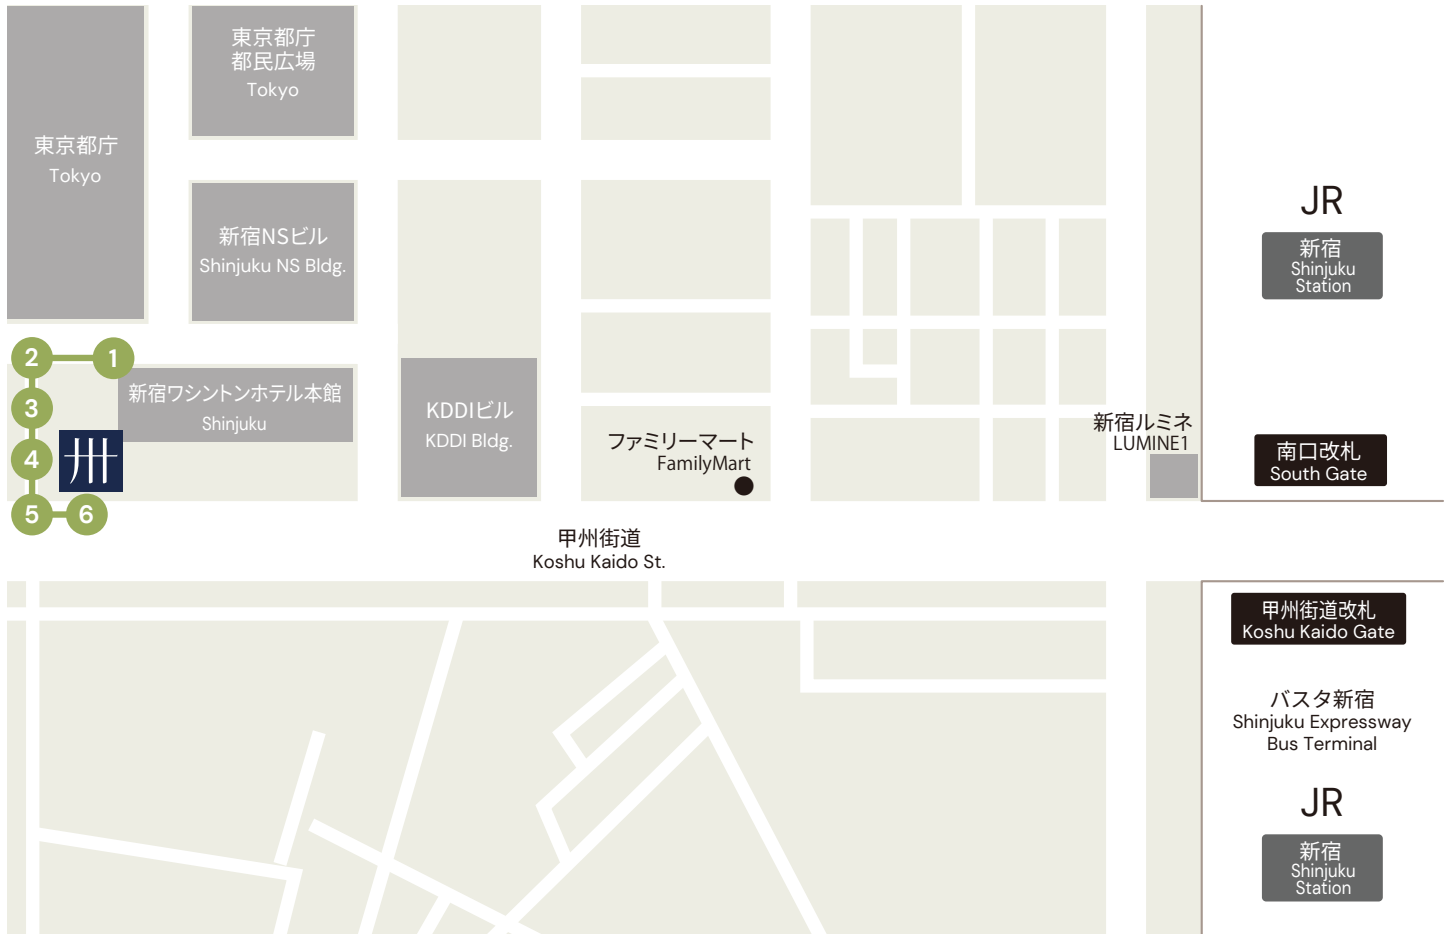 東京都庁
都民広場
Tokyo
東京都庁
Tokyo
新宿NSビル
Shinjuku NS Bldg.
JR
新宿
Shinjuku
Station
2
1
3
4
5
6
新宿ワシントンホテル本館
Shinjuku
卅
KDDIビル
KDDI Bldg.
ファミリーマート
FamilyMart
新宿ルミネ
LUMINE1
南口改札
South Gate
甲州街道
Koshu Kaido St.
甲州街道改札
Koshu Kaido Gate
バスタ新宿
Shinjuku Expressway
Bus Terminal
JR
新宿
Shinjuku
Station